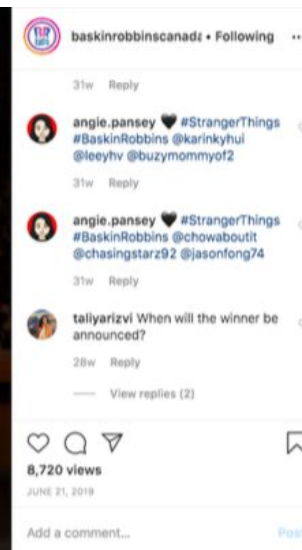 baskinrobbinscanada • Following ...
31w Reply
angie.pansey 🖤 #StrangerThings
#BaskinRobbins @karinkyhui
@leeyhv @buzymommyof2
31w Reply
angie.pansey 🖤 #StrangerThings
#BaskinRobbins @chowaboutit
@chasingstarz92 @jasonfong74
31w Reply
taliyarizvi When will the winner be
announced?
28w Reply
View replies (2)
8,720 views
JUNE 21, 2019
Add a comment...